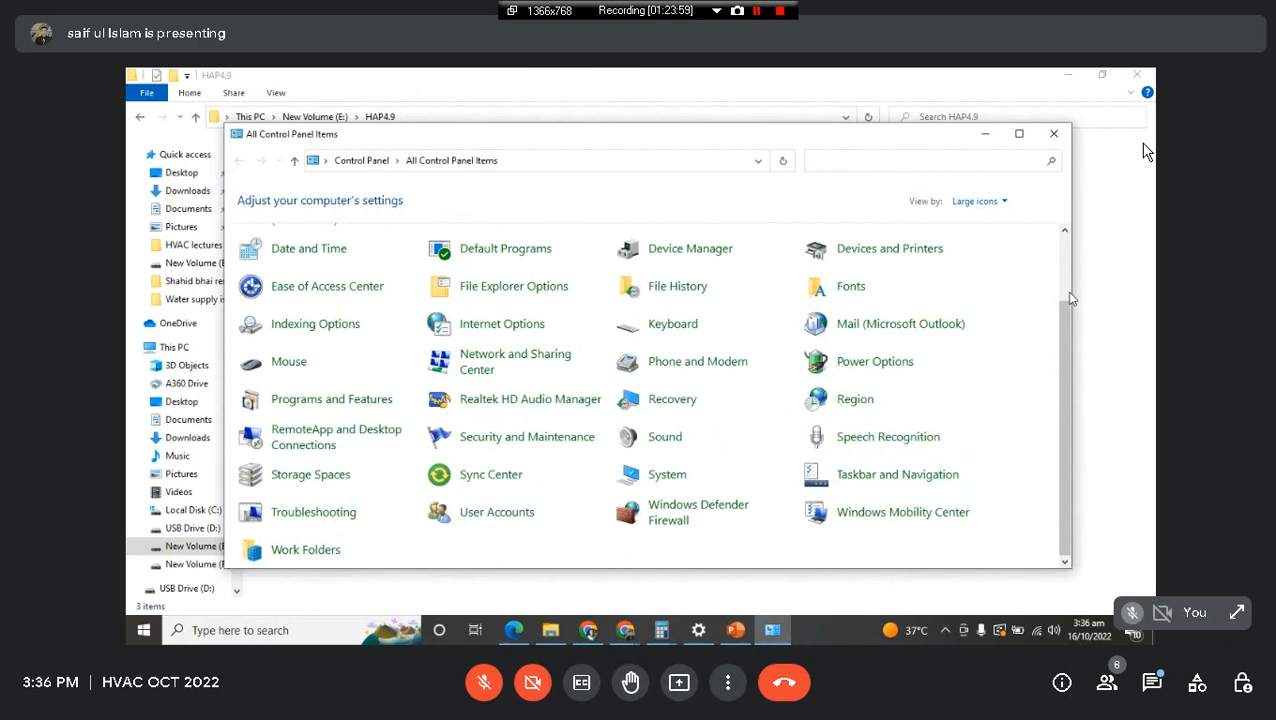 1366x768 Recording [01:23:59]
saif ul Islam is presenting
HAP4.9
File Home Share View
This PC New Volume (E:) HAP4.9
Search HAP4.9
All Control Panel Items
Control Panel All Control Panel Items
Adjust your computer's settings
View by: Large icons
Quick access
Desktop
Downloads
Documents
Pictures
HVAC lectures
New Volume (E
Shahid bhai re
Water supply is
OneDrive
This PC
3D Objects
A360 Drive
Desktop
Documents
Downloads
Music
Pictures
Videos
Local Disk (C:)
USB Drive (D:)
New Volume (E
New Volume (F
USB Drive (D:)
3 items
Date and Time Default Programs Device Manager Devices and Printers
Ease of Access Center File Explorer Options File History Fonts
Indexing Options Internet Options Keyboard Mail (Microsoft Outlook)
Mouse Network and Sharing Center Phone and Modem Power Options
Programs and Features Realtek HD Audio Manager Recovery Region
RemoteApp and Desktop Connections Security and Maintenance Sound Speech Recognition
Storage Spaces Sync Center System Taskbar and Navigation
Troubleshooting User Accounts Windows Defender Firewall Windows Mobility Center
Work Folders
You
Type here to search
37°C
3:36 am
16/10/2022
10
3:36 PM | HVAC OCT 2022
6